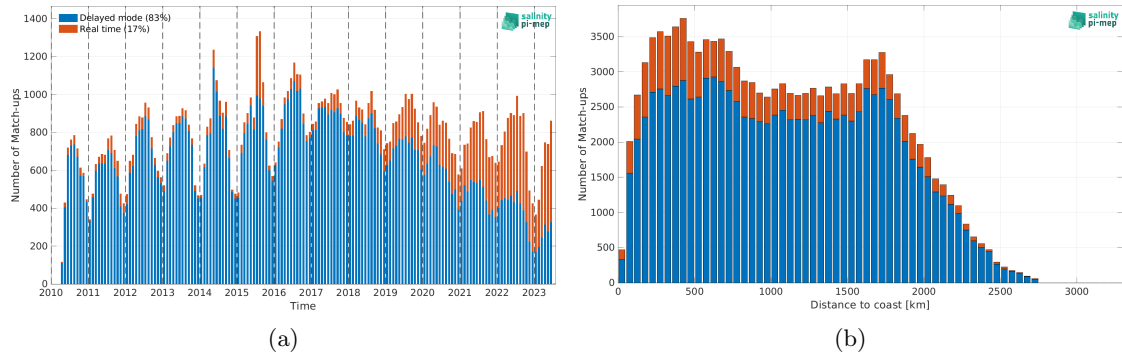 1400
1200
1000
800
600
400
200
0
Number of Match-ups
Delayed mode (83%)
Real time (17%)
salinity
pi-mep
2010 2011 2012 2013 2014 2015 2016 2017 2018 2019 2020 2021 2022 2023
Time
(a)
3500
3000
2500
2000
1500
1000
500
0
Number of Match-ups
salinity
pi-mep
0 500 1000 1500 2000 2500 3000
Distance to coast [km]
(b)